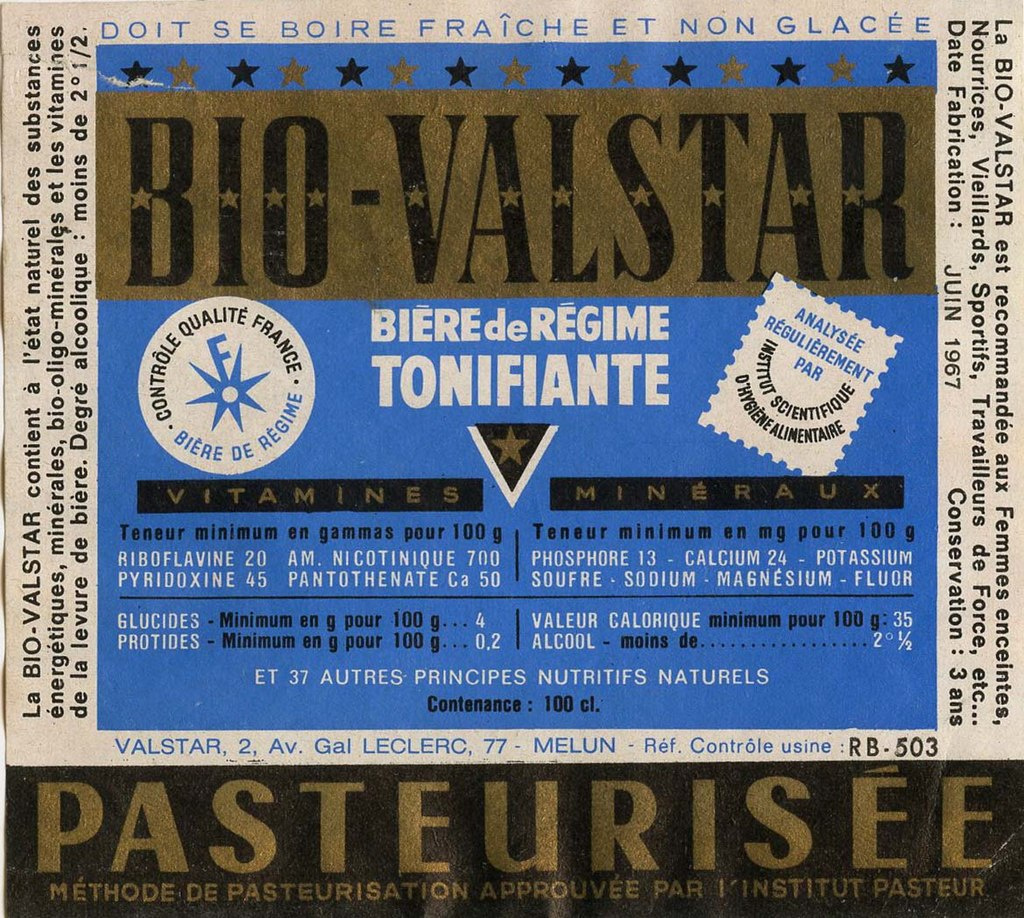 DOIT SE BOIRE FRAÎCHE ET NON GLACÉE
La BIO-VALSTAR contient à l'état naturel des substances
énergétiques, minérales, bio-oligo-minérales et les vitamines
de la levure de bière. Degré alcoolique : moins de 2° 1/2.
BIO-VALSTAR
BIÈRE de RÉGIME
TONIFIANTE
· CONTRÔLE QUALITÉ FRANCE ·
F
BIÈRE DE RÉGIME
ANALYSÉE
RÉGULIÈREMENT
PAR
INSTITUT SCIENTIFIQUE
D'HYGIÈNE ALIMENTAIRE
VITAMINES
Teneur minimum en gammas pour 100 g
RIBOFLAVINE 20 AM. NICOTINIQUE 700
PYRIDOXINE 45 PANTOTHENATE Ca 50
MINÉRAUX
Teneur minimum en mg pour 100 g
PHOSPHORE 13 - CALCIUM 24 - POTASSIUM
SOUFRE - SODIUM - MAGNÉSIUM - FLUOR
GLUCIDES - Minimum en g pour 100 g... 4
PROTIDES - Minimum en g pour 100 g... 0,2
VALEUR CALORIQUE minimum pour 100 g: 35
ALCOOL - moins de................. 2° ½
ET 37 AUTRES PRINCIPES NUTRITIFS NATURELS
Contenance : 100 cl.
La BIO-VALSTAR est recommandée aux Femmes enceintes,
Nourrices, Vieillards, Sportifs, Travailleurs de Force, etc...
Date Fabrication : JUIN 1967 Conservation : 3 ans
VALSTAR, 2, Av. Gal LECLERC, 77 - MELUN - Réf. Contrôle usine : RB-503
PASTEURISÉE
MÉTHODE DE PASTEURISATION APPROUVÉE PAR l'INSTITUT PASTEUR